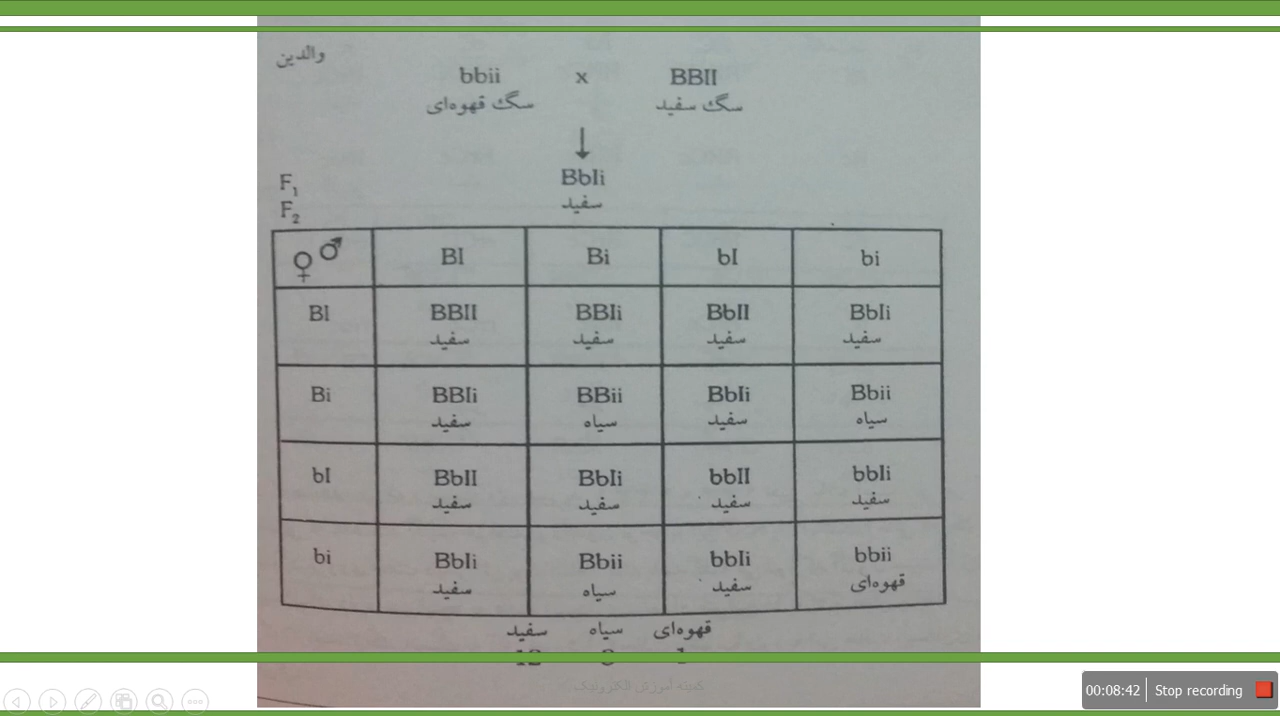 والدین
bbii x BBII
سگ قهوه‌ای سگ سفید
F1 BbIi
F2 سفید
BI Bi bI bi
BI BBII BBIi BbII BbIi
سفید سفید سفید سفید
Bi BBIi BBii BbIi Bbii
سفید سیاه سفید سیاه
bI BbII BbIi bbII bbIi
سفید سفید سفید سفید
bi BbIi Bbii bbIi bbii
سفید سیاه سفید قهوه‌ای
سفید سیاه قهوه‌ای
کمیته آموزش الکترونیک
00:08:42 Stop recording